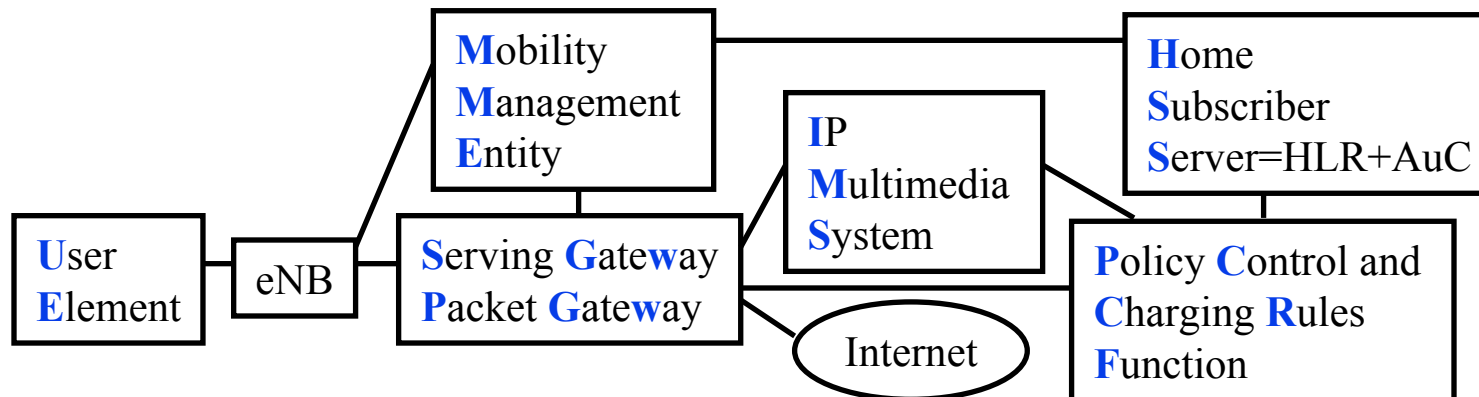 Mobility
Management
Entity
Home
Subscriber
Server=HLR+AuC
IP
Multimedia
System
User
Element
eNB
Serving Gateway
Packet Gateway
Internet
Policy Control and
Charging Rules
Function